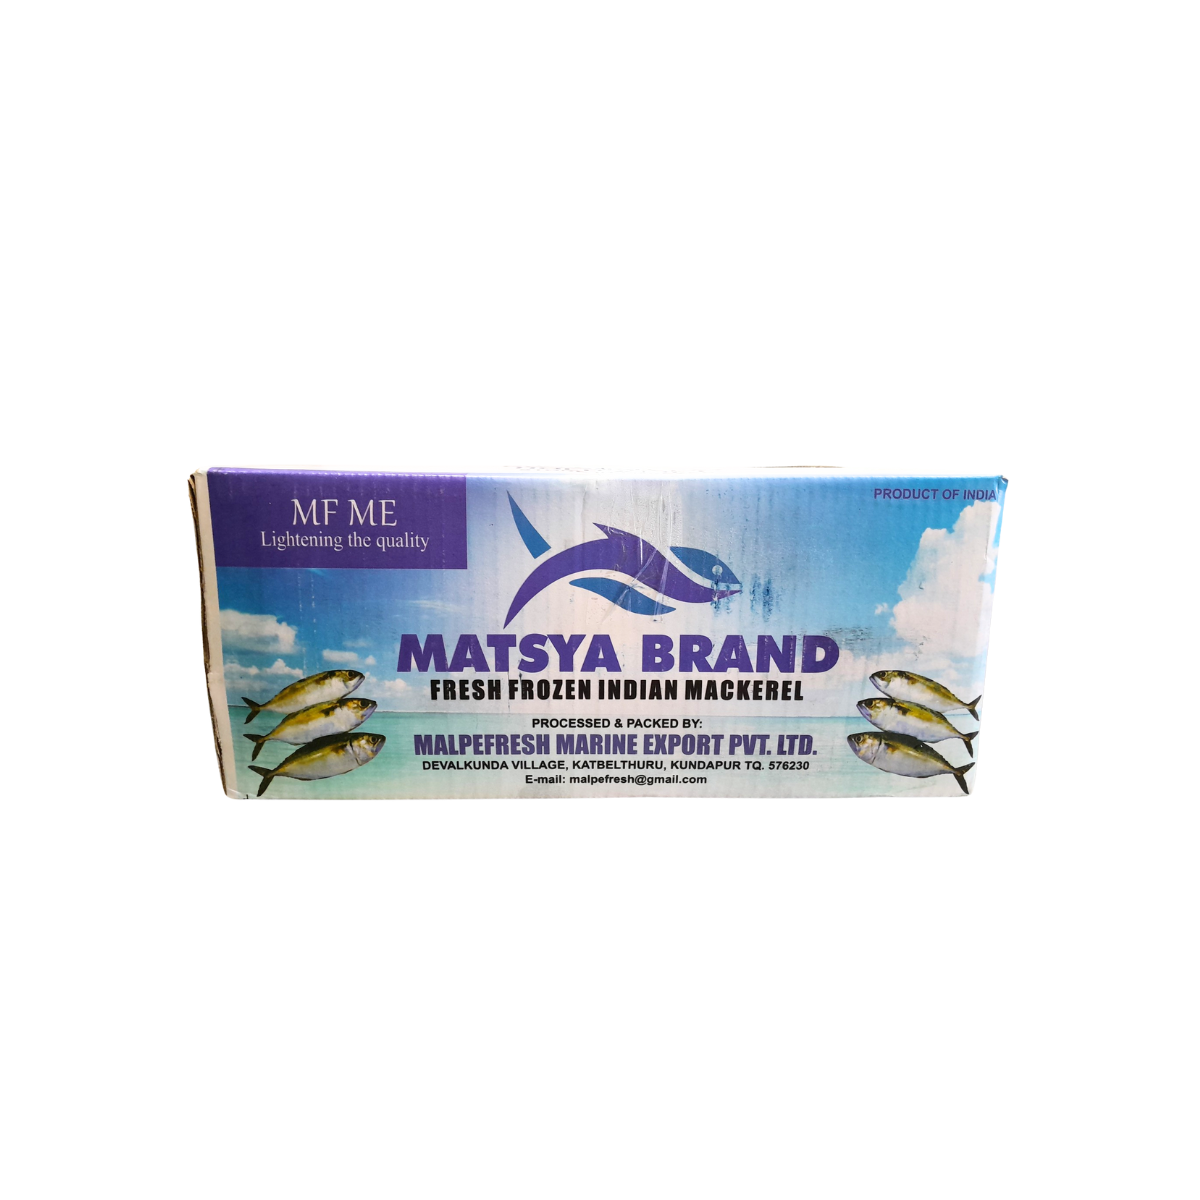 MF ME
Lightening the quality
PRODUCT OF INDIA
MATSYA BRAND
FRESH FROZEN INDIAN MACKEREL
PROCESSED & PACKED BY:
MALPEFRESH MARINE EXPORT PVT. LTD.
DEVALKUNDA VILLAGE, KATBELTHURU, KUNDAPUR TQ. 576230
E-mail: malpefresh@gmail.com